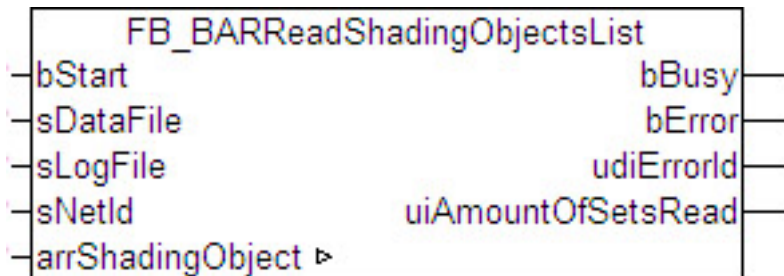 FB_BARReadShadingObjectsList
bStart bBusy
sDataFile bError
sLogFile udiErrorId
sNetId uiAmountOfSetsRead
arrShadingObject ▹